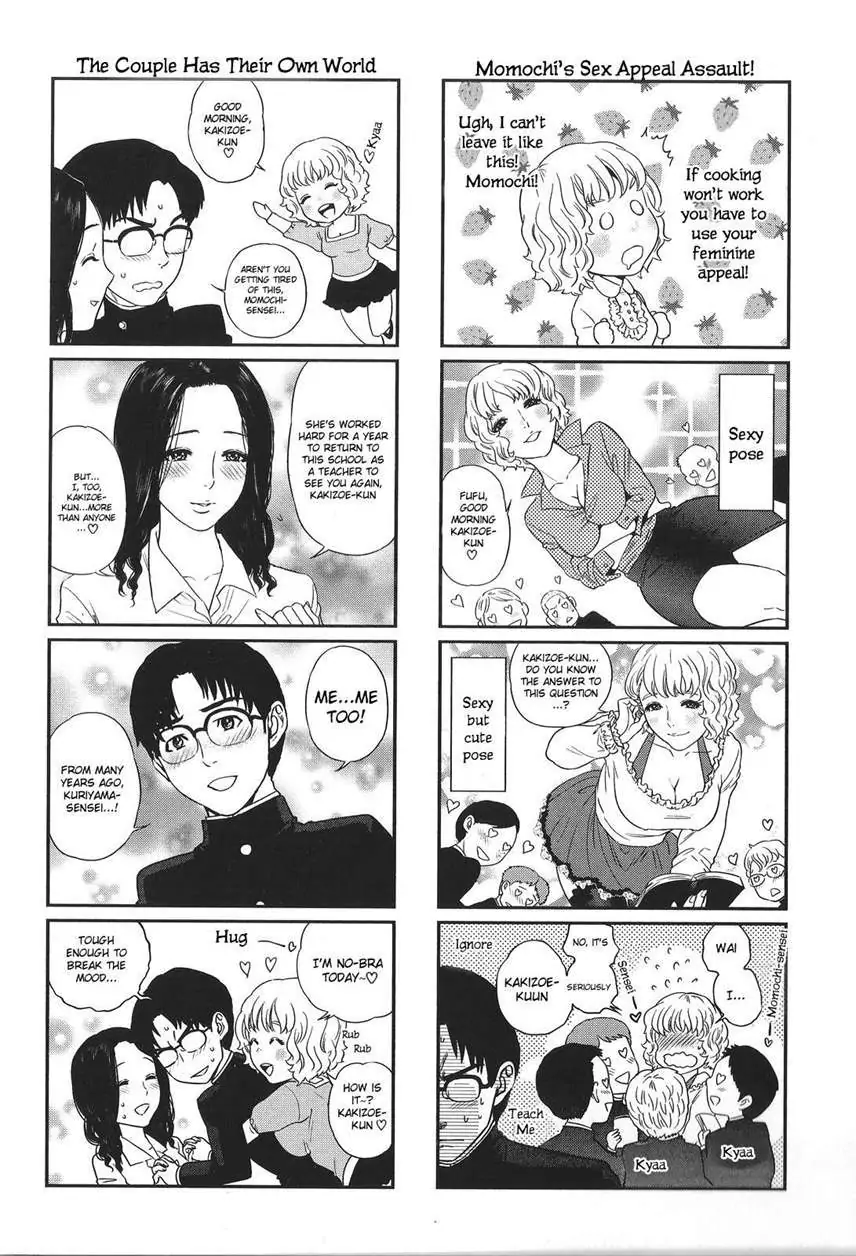 Momochi's Sex Appeal Assault!
Ugh, I can't
leave it like
this!
Momochi!
If cooking
won't work
you have to
use your
feminine
appeal!
Sexy
pose
FUFU,
GOOD
MORNING
KAKIZOE-
KUN
KAKIZOE-KUN...
DO YOU KNOW
THE ANSWER TO
THIS QUESTION
...?
Sexy
but
cute
pose
Ignore
KAKIZOE-
KUUN
NO, IT'S
SERIOUSLY
Sensei
♡
WAI
I...
♡ Momochi-sensei
Teach
Me
Kyaa
Kyaa
The Couple Has Their Own World
GOOD
MORNING,
KAKIZOE-
KUN
♡
♡ Kyaa
AREN'T YOU
GETTING TIRED
OF THIS,
MOMOCHI-
SENSEI...
SHE'S WORKED
HARD FOR A YEAR
TO RETURN TO
THIS SCHOOL AS
A TEACHER TO
SEE YOU AGAIN,
KAKIZOE-KUN
BUT...
I, TOO,
KAKIZOE-
KUN...MORE
THAN ANYONE
...♡
ME...ME
TOO!
FROM MANY
YEARS AGO,
KURIYAMA-
SENSEI...!
TOUGH
ENOUGH TO
BREAK THE
MOOD...
Hug
I'M NO-BRA
TODAY~♡
Rub
Rub
HOW IS
IT~?
KAKIZOE-
KUN
♡